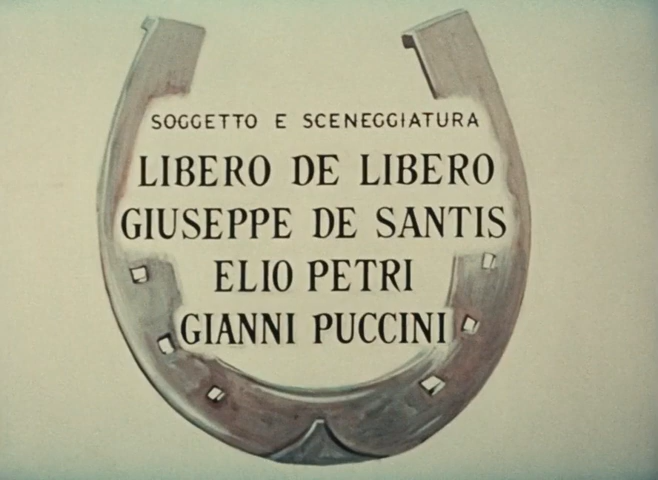 SOGGETTO E SCENEGGIATURA
LIBERO DE LIBERO
GIUSEPPE DE SANTIS
ELIO PETRI
GIANNI PUCCINI